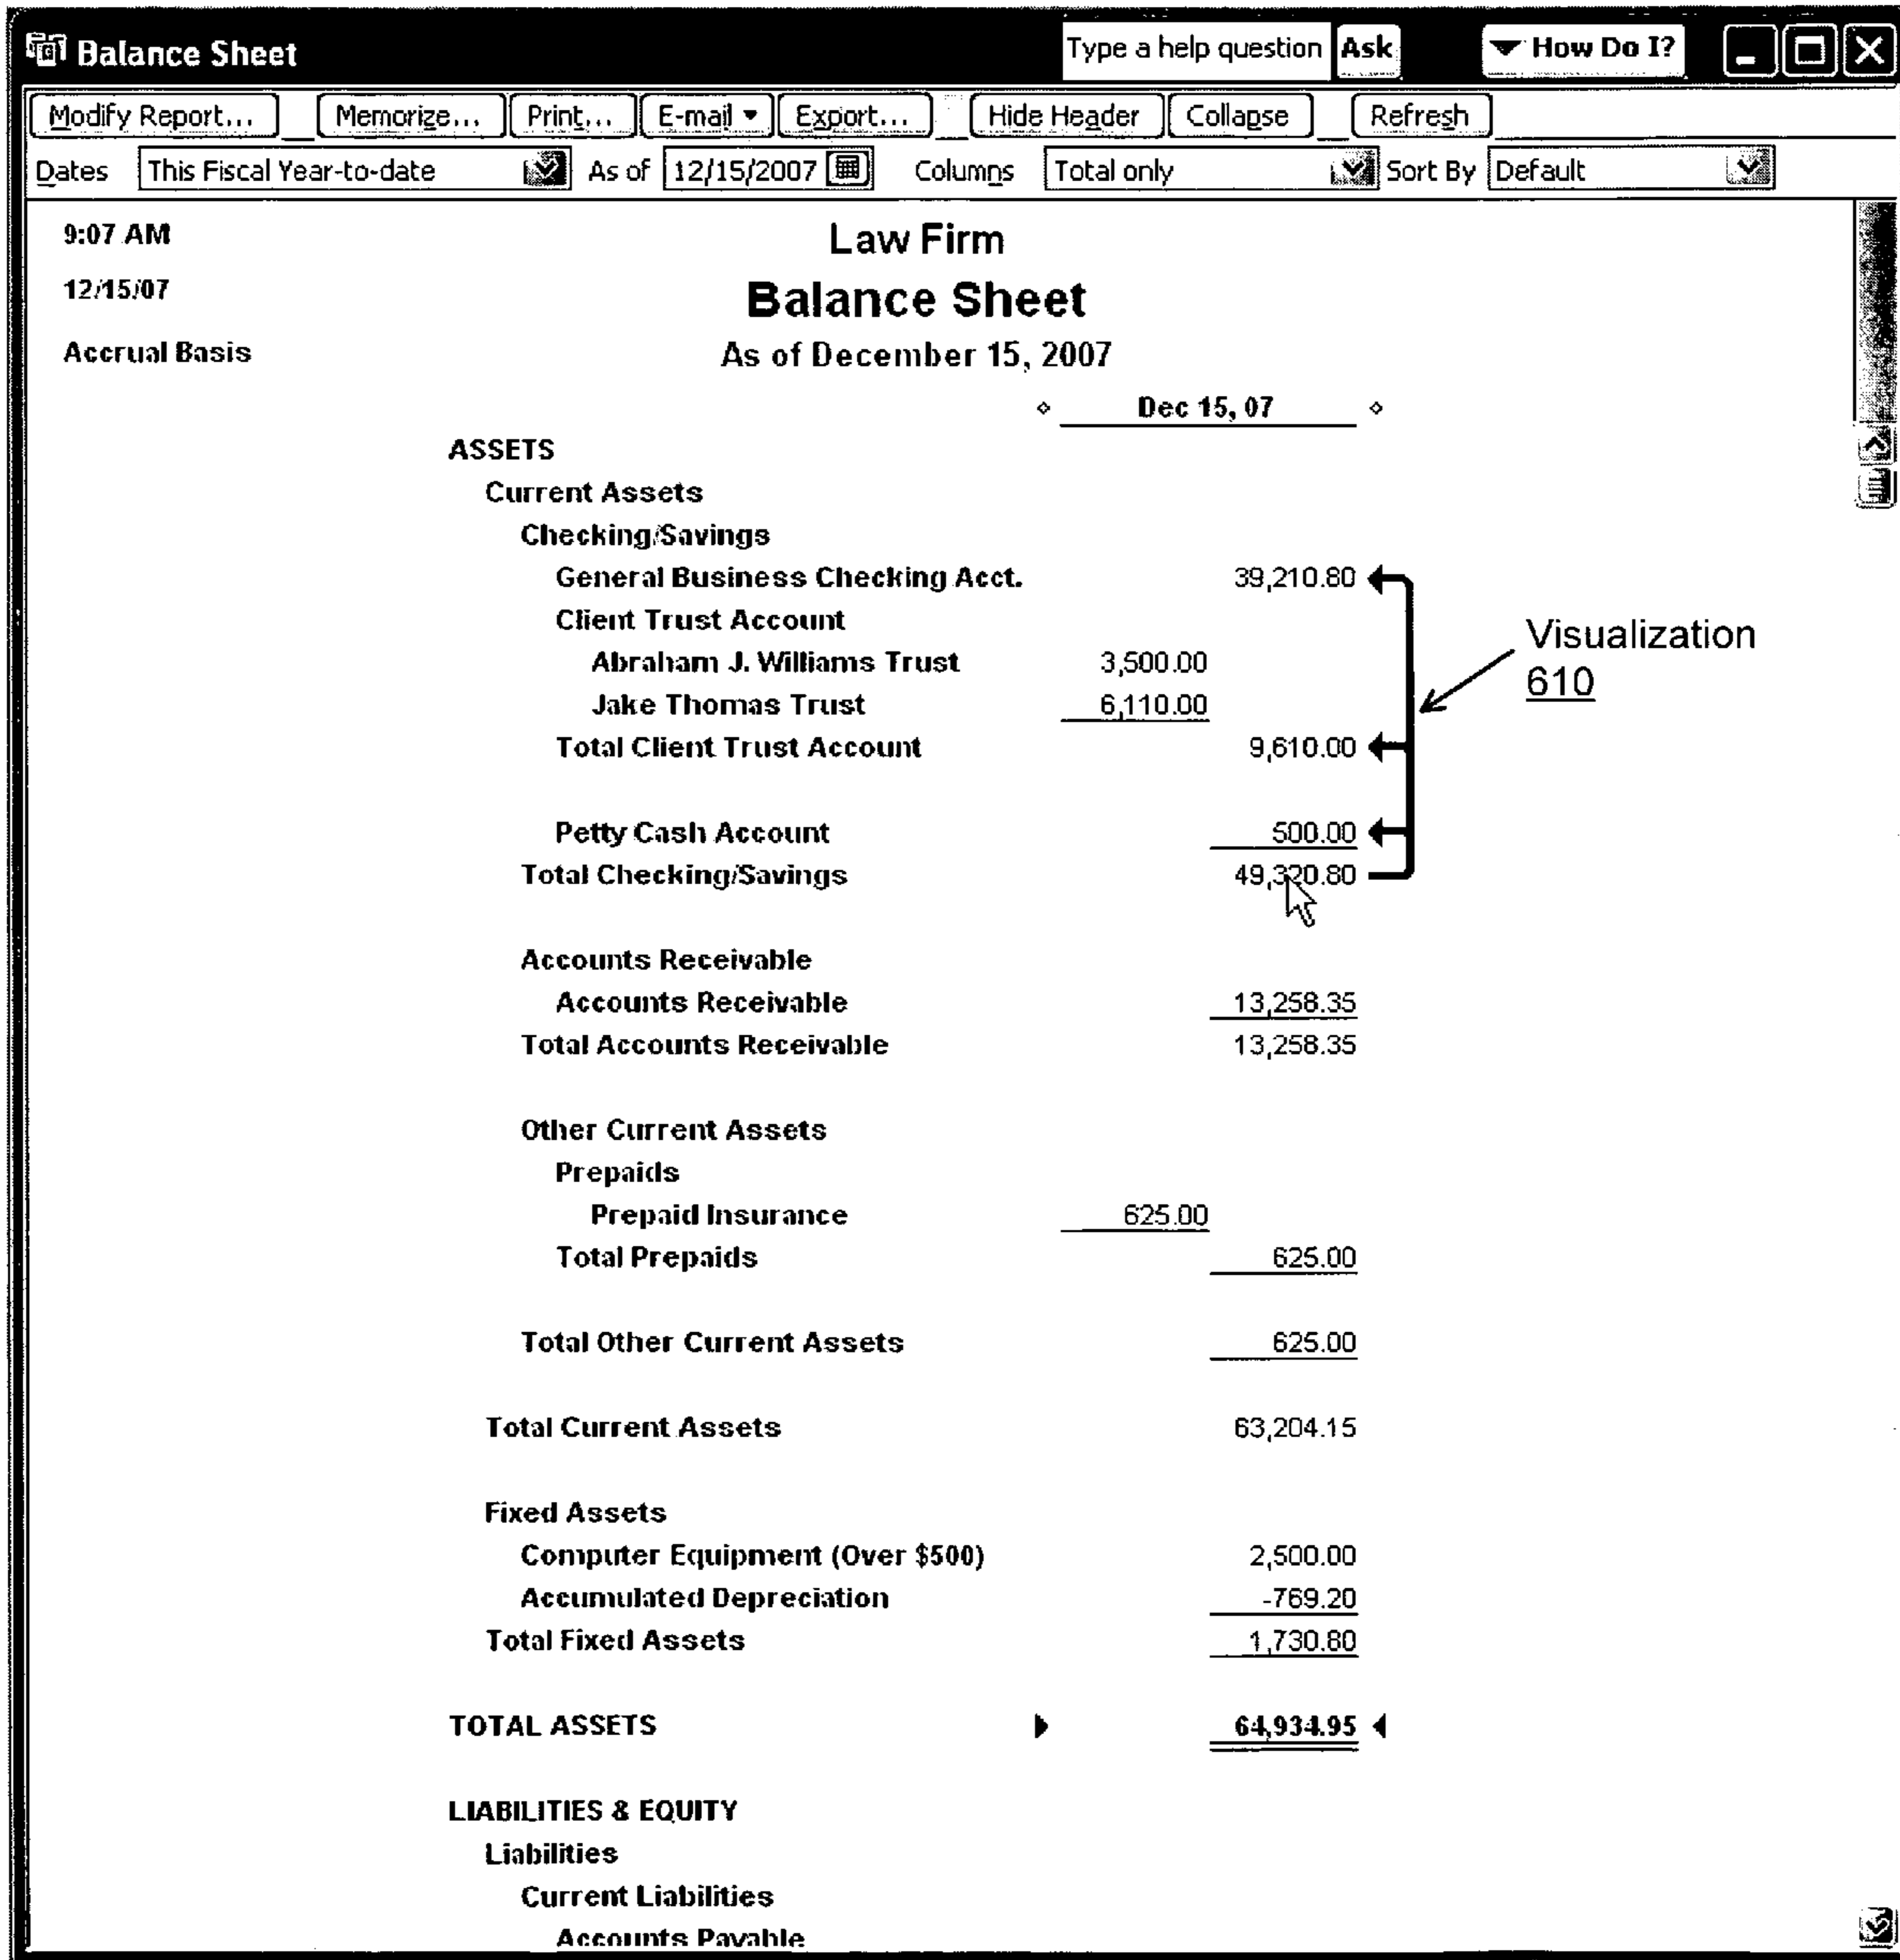 Balance Sheet Type a help question Ask How Do I?
Modify Report... Memorize... Print... E-mail Export... Hide Header Collapse Refresh
Dates This Fiscal Year-to-date As of 12/15/2007 Columns Total only Sort By Default
9:07 AM Law Firm
12/15/07 Balance Sheet
Accrual Basis As of December 15, 2007
Dec 15, 07
ASSETS
Current Assets
Checking/Savings
General Business Checking Acct. 39,210.80
Client Trust Account
Visualization
610
Abraham J. Williams Trust 3,500.00
Jake Thomas Trust 6,110.00
Total Client Trust Account 9,610.00
Petty Cash Account 500.00
Total Checking/Savings 49,320.80
Accounts Receivable
Accounts Receivable 13,258.35
Total Accounts Receivable 13,258.35
Other Current Assets
Prepaids
Prepaid Insurance 625.00
Total Prepaids 625.00
Total Other Current Assets 625.00
Total Current Assets 63,204.15
Fixed Assets
Computer Equipment (Over $500) 2,500.00
Accumulated Depreciation -769.20
Total Fixed Assets 1,730.80
TOTAL ASSETS 64,934.95
LIABILITIES & EQUITY
Liabilities
Current Liabilities
Accounts Payable